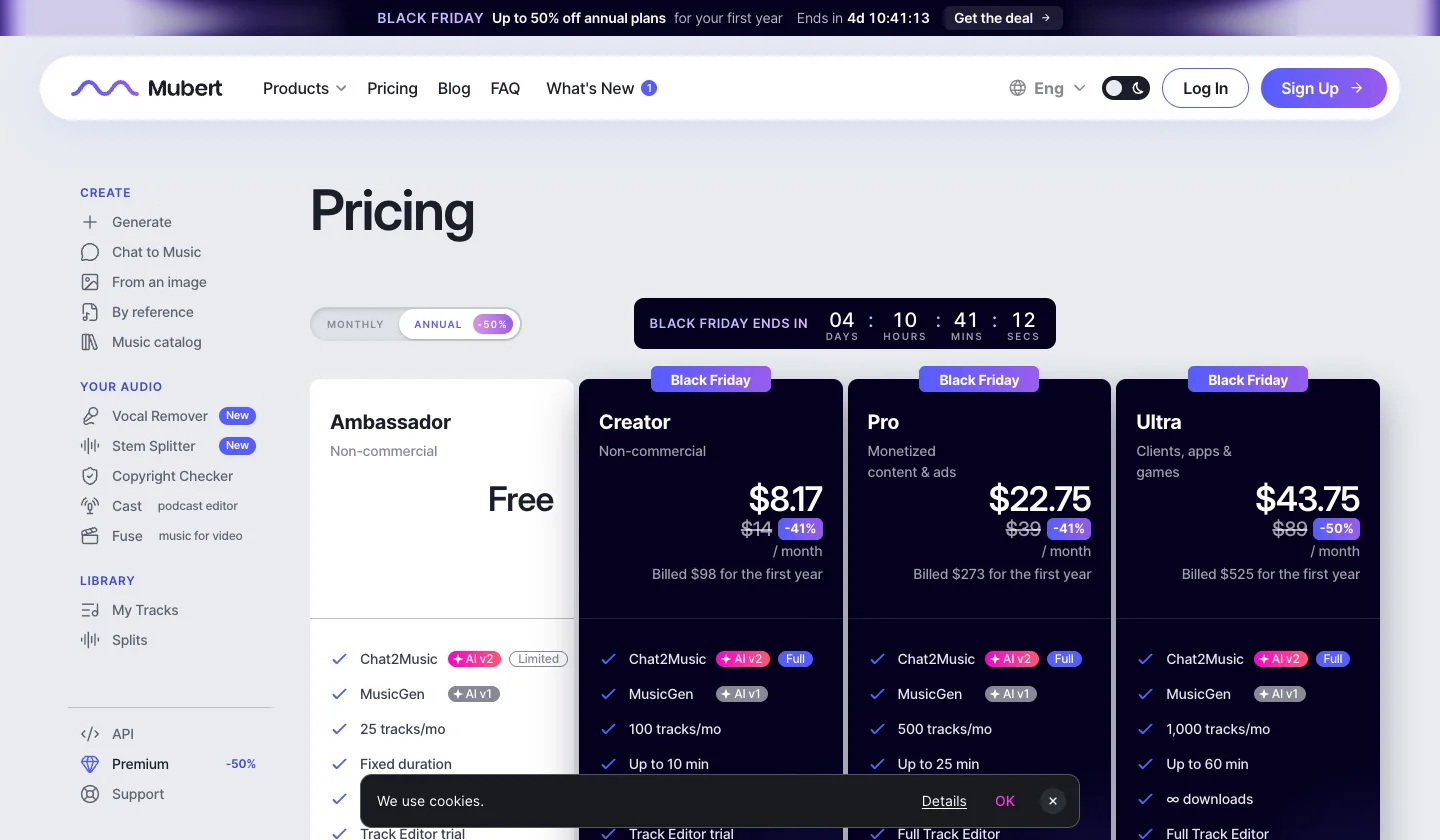 BLACK FRIDAY Up to 50% off annual plans for your first year Ends in 4d 10:41:13 Get the deal →
Mubert Products Pricing Blog FAQ What's New 1 Eng Log In Sign Up →
CREATE
Generate
Chat to Music
From an image
By reference
Music catalog
YOUR AUDIO
Vocal Remover New
Stem Splitter New
Copyright Checker
Cast podcast editor
Fuse music for video
LIBRARY
My Tracks
Splits
API
Premium -50%
Support
Pricing
MONTHLY ANNUAL -50%
BLACK FRIDAY ENDS IN 04 : 10 : 41 : 12
DAYS HOURS MINS SECS
Ambassador
Non-commercial
Free
Chat2Music AI v2 Limited
MusicGen AI v1
25 tracks/mo
Fixed duration
Track Editor trial
Black Friday
Creator
Non-commercial
$8.17
$14 -41%
/ month
Billed $98 for the first year
Chat2Music AI v2 Full
MusicGen AI v1
100 tracks/mo
Up to 10 min
Track Editor trial
Black Friday
Pro
Monetized
content & ads
$22.75
$39 -41%
/ month
Billed $273 for the first year
Chat2Music AI v2 Full
MusicGen AI v1
500 tracks/mo
Up to 25 min
Full Track Editor
Black Friday
Ultra
Clients, apps &
games
$43.75
$89 -50%
/ month
Billed $525 for the first year
Chat2Music AI v2 Full
MusicGen AI v1
1,000 tracks/mo
Up to 60 min
∞ downloads
Full Track Editor
We use cookies. Details OK ×